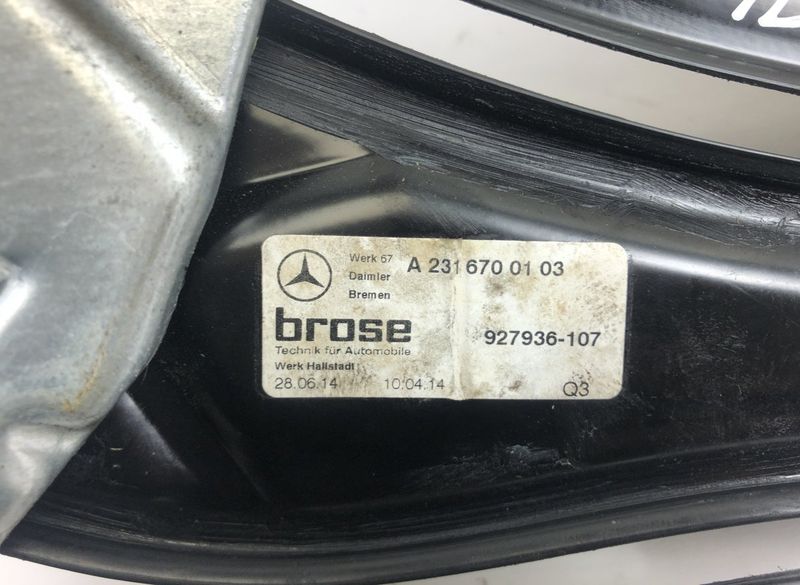 Werk 67 A 231 670 01 03
Daimler
Bremen
brose 927936-107
Technik für Automobile
Werk Hallstadt
28.06.14 10:04.14 Q3